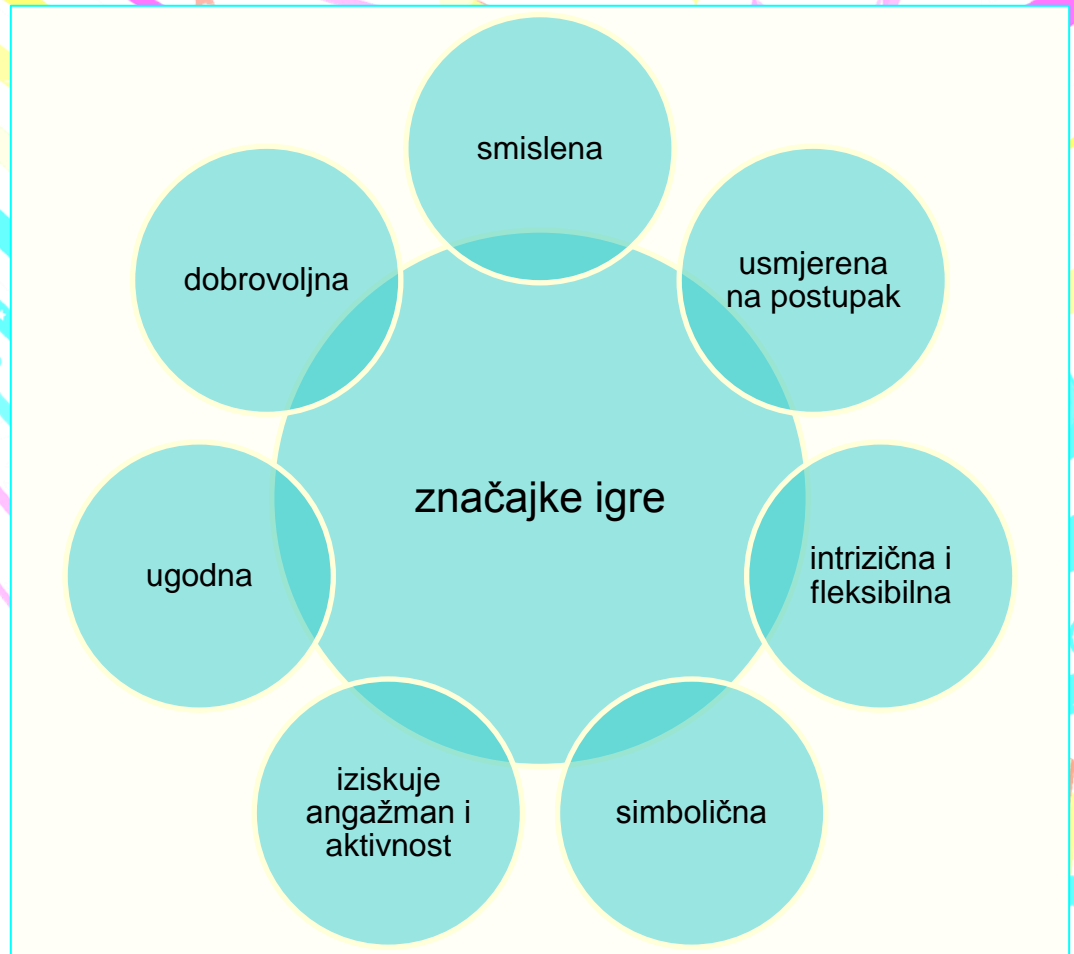 smislena
usmjerena
na postupak
intrizična i
fleksibilna
simbolična
iziskuje
angažman i
aktivnost
ugodna
dobrovoljna
značajke igre